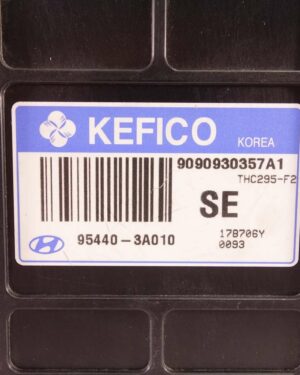 KEFICO KOREA
9090930357A1
THC295-F2
SE
95440-3A010
17B706Y
0093